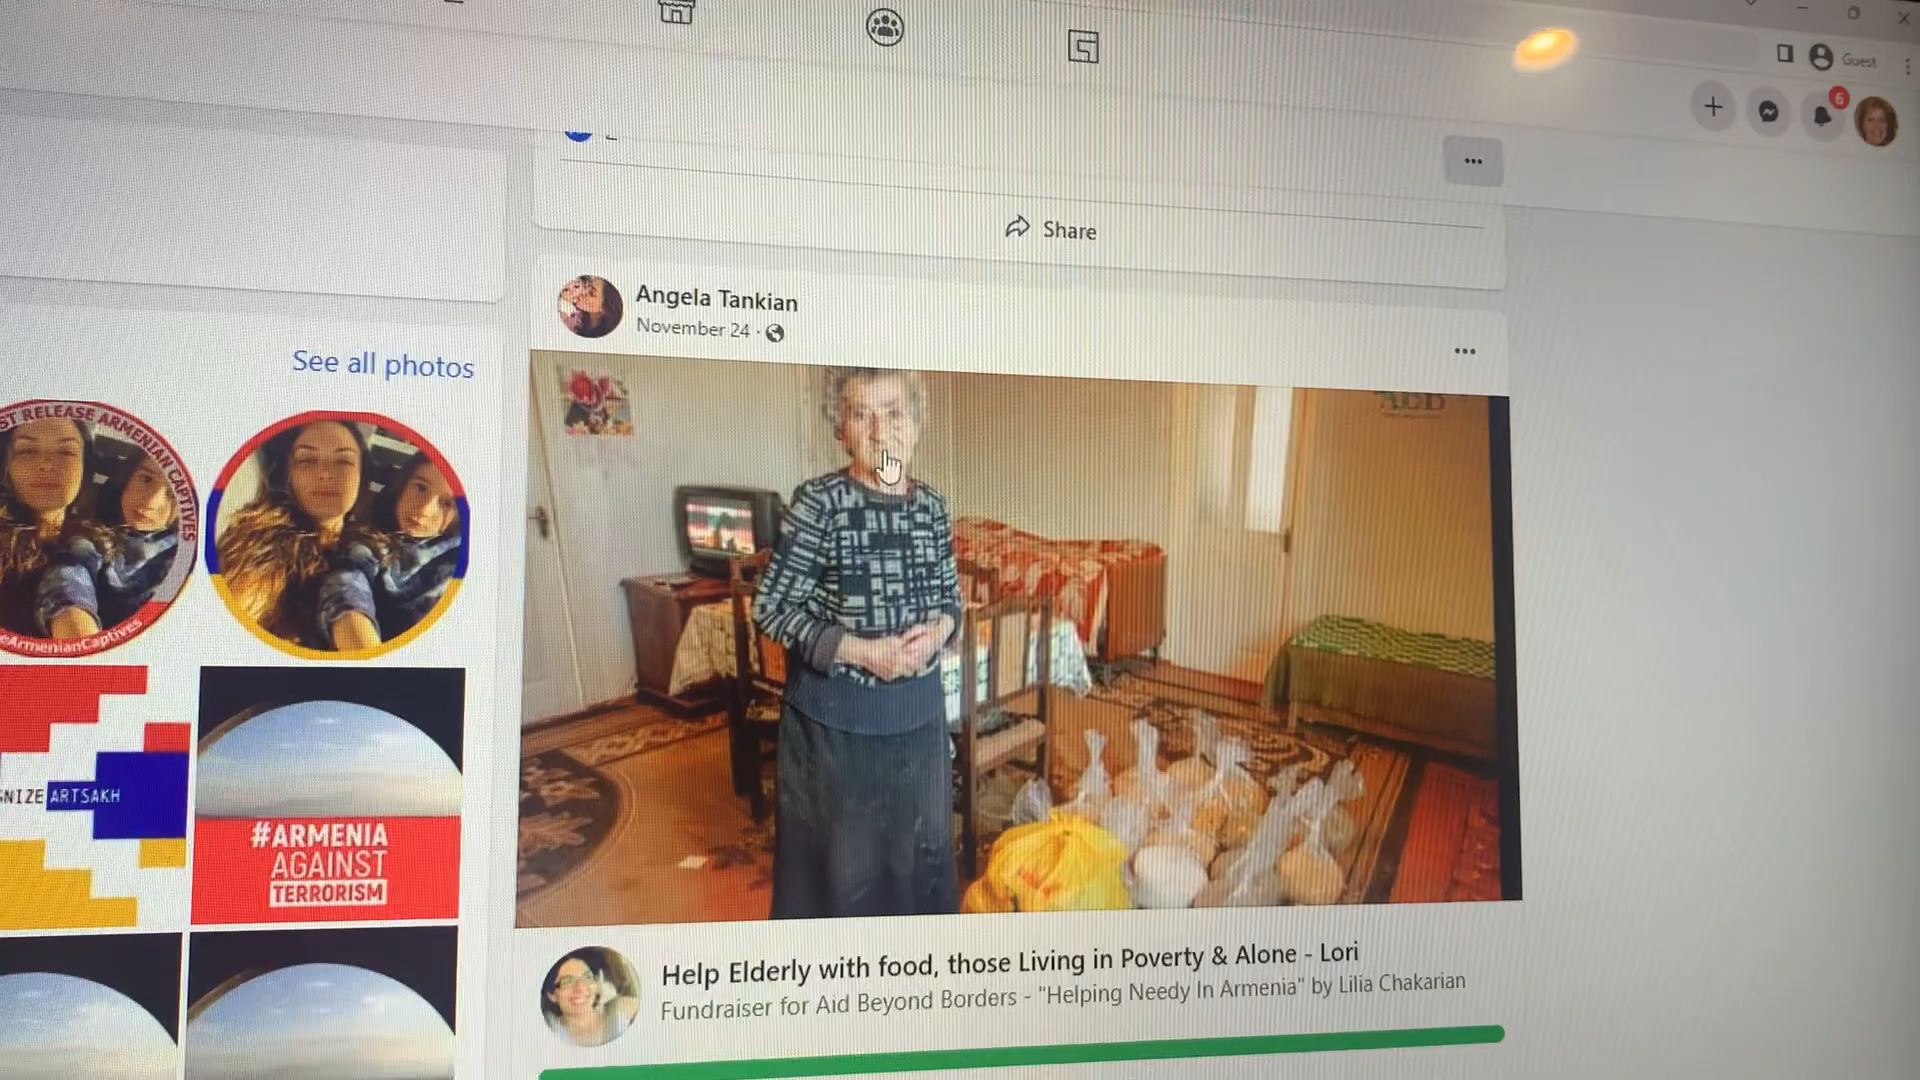 Guest
6
Share
Angela Tankian
November 24
See all photos
ST RELEASE ARMENIAN CAPTIVES
eArmenianCaptives
GNIZE ARTSAKH
#ARMENIA
AGAINST
TERRORISM
Help Elderly with food, those Living in Poverty & Alone - Lori
Fundraiser for Aid Beyond Borders - "Helping Needy In Armenia" by Lilia Chakarian